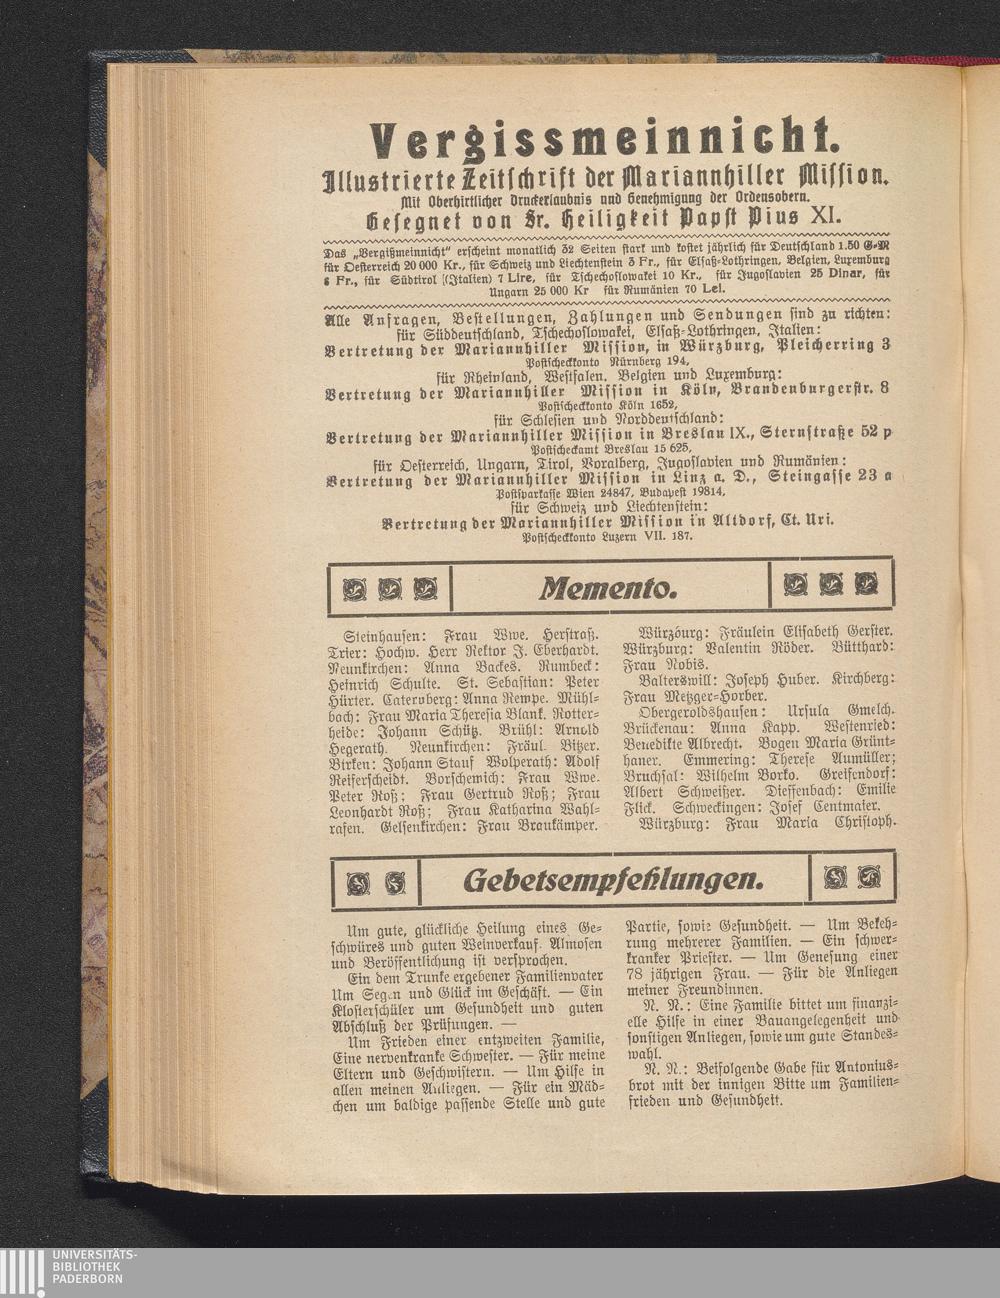 Vergissmeinnicht.
Illustrierte Zeitschrift der Mariannhiller Mission.
Mit Oberhirtlicher Druckerlaubnis und Genehmigung der Ordensobern.
Gesegnet von Sr. Heiligkeit Papst Pius XI.
Das „Vergißmeinnicht“ erscheint monatlich 32 Seiten stark und kostet jährlich für Deutschland 1.50 G-M
für Oesterreich 20 000 Kr., für Schweiz und Liechtenstein 3 Fr., für Elsaß-Lothringen, Belgien, Luxemburg
6 Fr., für Südtirol (Italien) 7 Lire, für Tschechoslowakei 10 Kr., für Jugoslavien 25 Dinar, für
Ungarn 25 000 Kr für Rumänien 70 Lei.
Alle Anfragen, Bestellungen, Zahlungen und Sendungen sind zu richten:
für Süddeutschland, Tschechoslowakei, Elsaß-Lothringen, Italien:
Vertretung der Mariannhiller Mission, in Würzburg, Pleicherring 3
Postscheckkonto Nürnberg 194,
für Rheinland, Westfalen, Belgien und Luxemburg:
Vertretung der Mariannhiller Mission in Köln, Brandenburgerstr. 8
Postscheckkonto Köln 1652,
für Schlesien und Norddeutschland:
Vertretung der Mariannhiller Mission in Breslau IX., Sternstraße 52 p
Postscheckamt Breslau 15 625,
für Oesterreich, Ungarn, Tirol, Voralberg, Jugoslavien und Rumänien:
Vertretung der Mariannhiller Mission in Linz a. D., Steingasse 23 a
Postsparkasse Wien 24847, Budapest 19814,
für Schweiz und Liechtenstein:
Vertretung der Mariannhiller Mission in Altdorf, Ct. Uri.
Postscheckkonto Luzern VII. 187.
Memento.
Steinhausen: Frau Wwe. Herstraß.
Trier: Hochw. Herr Rektor J. Eberhardt.
Neunkirchen: Anna Backes. Rumbeck:
Heinrich Schulte. St. Sebastian: Peter
Hürter. Caternberg: Anna Rempe. Mühl-
bach: Frau Maria Theresia Blank. Rotter-
heide: Johann Schütz. Brühl: Arnold
Hegerath. Neunkirchen: Fräul. Bitzer.
Birken: Johann Stauf Wolperath: Adolf
Reiferscheidt. Borschemich: Frau Wwe.
Peter Roß; Frau Gertrud Roß; Frau
Leonhardt Roß; Frau Katharina Wahl-
rafen. Gelsenkirchen: Frau Braukämper.
Würzburg: Fräulein Elisabeth Gerster.
Würzburg: Valentin Röder. Bütthard:
Frau Nobis.
Balterswill: Joseph Huber. Kirchberg:
Frau Metzger-Horber.
Obergeroldshausen: Ursula Gmelch.
Brückenau: Anna Kapp. Westenried:
Benedikte Albrecht. Bogen Maria Grünt-
haner. Emmering: Therese Aumüller;
Bruchsal: Wilhelm Borko. Greifendorf:
Albert Schweißer. Dieffenbach: Emilie
Flick. Schweckingen: Josef Centmaier.
Würzburg: Frau Maria Christoph.
Gebetsempfehlungen.
Um gute, glückliche Heilung eines Ge-
schwüres und guten Weinverkauf. Almosen
und Veröffentlichung ist versprochen.
Ein dem Trunke ergebener Familienvater
Um Segen und Glück im Geschäft. — Ein
Klosterschüler um Gesundheit und guten
Abschluß der Prüfungen. —
Um Frieden einer entzweiten Familie,
Eine nervenkranke Schwester. — Für meine
Eltern und Geschwistern. — Um Hilfe in
allen meinen Anliegen. — Für ein Mäd-
chen um baldige passende Stelle und gute
Partie, sowie Gesundheit. — Um Bekeh-
rung mehrerer Familien. — Ein schwer-
kranker Priester. — Um Genesung einer
78 jährigen Frau. — Für die Anliegen
meiner Freundinnen.
N. N.: Eine Familie bittet um finanzi-
elle Hilfe in einer Bauangelegenheit und
sonstigen Anliegen, sowie um gute Standes-
wahl.
N. N.: Beifolgende Gabe für Antonius-
brot mit der innigen Bitte um Familien-
frieden und Gesundheit.
UNIVERSITÄTS-
BIBLIOTHEK
PADERBORN